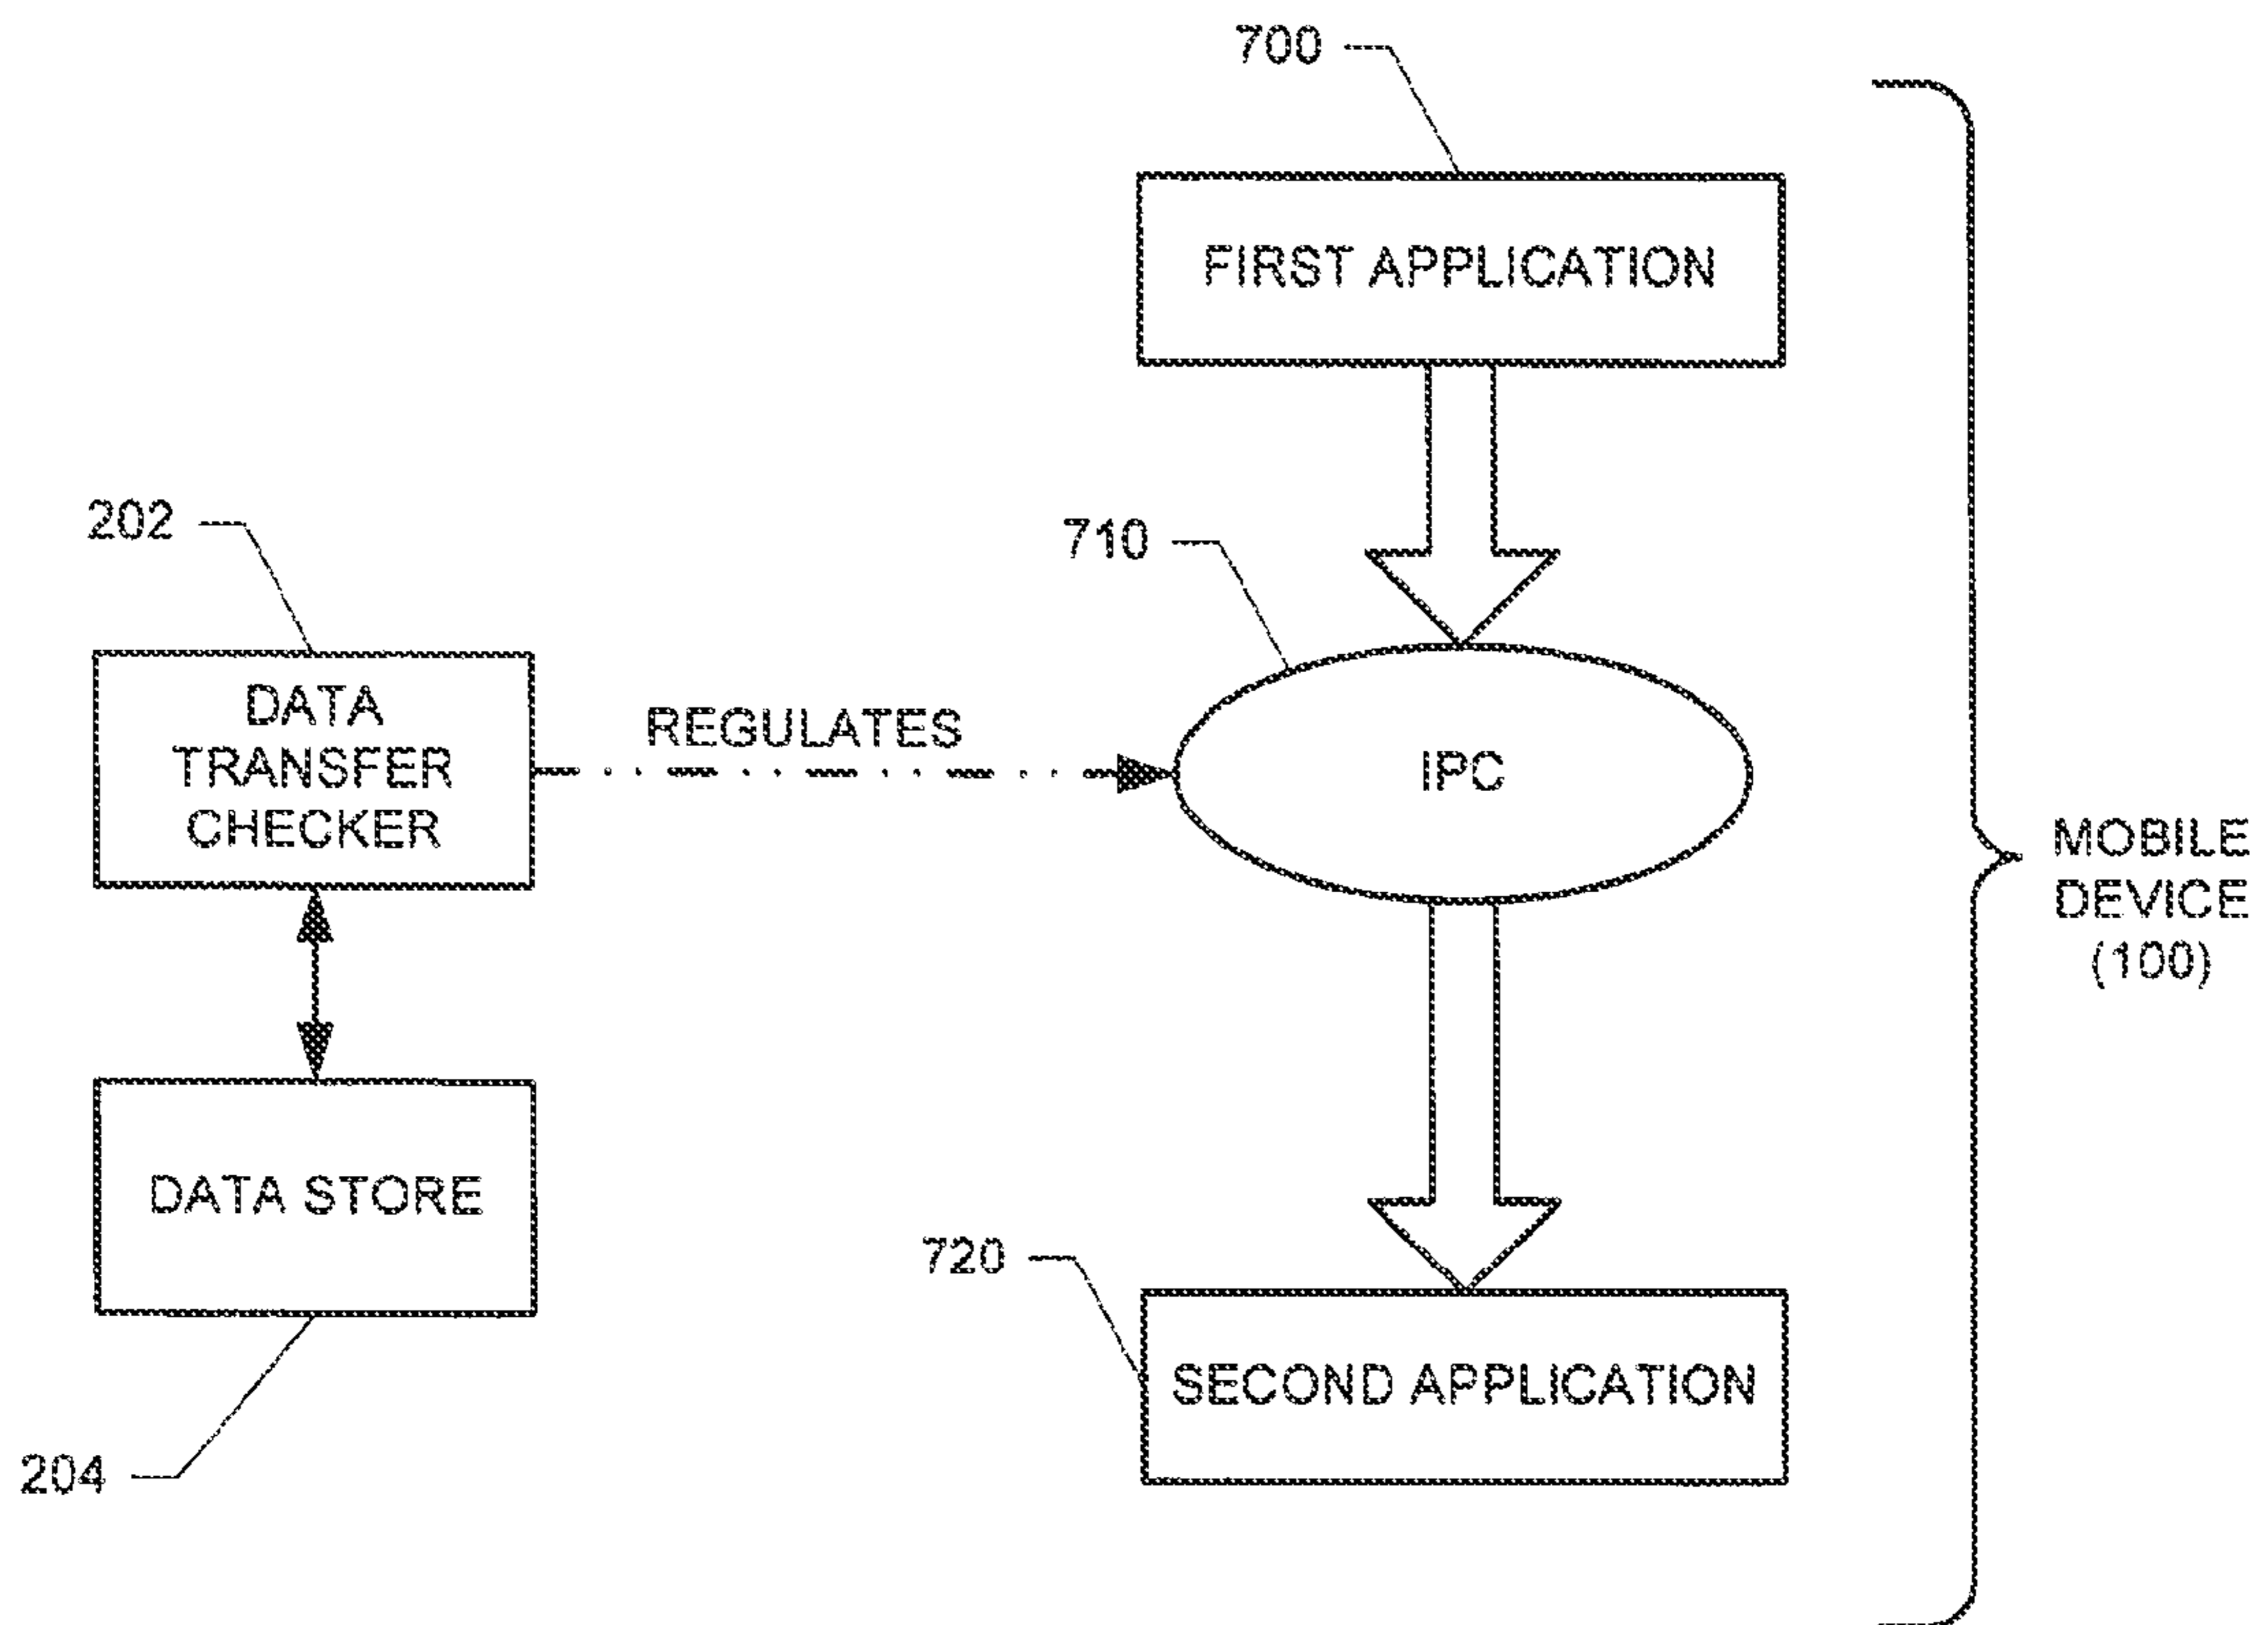 700
FIRST APPLICATION
202
710
DATA
TRANSFER
CHECKER
REGULATES
IPC
MOBILE
DEVICE
(100)
DATA STORE
720
SECOND APPLICATION
204